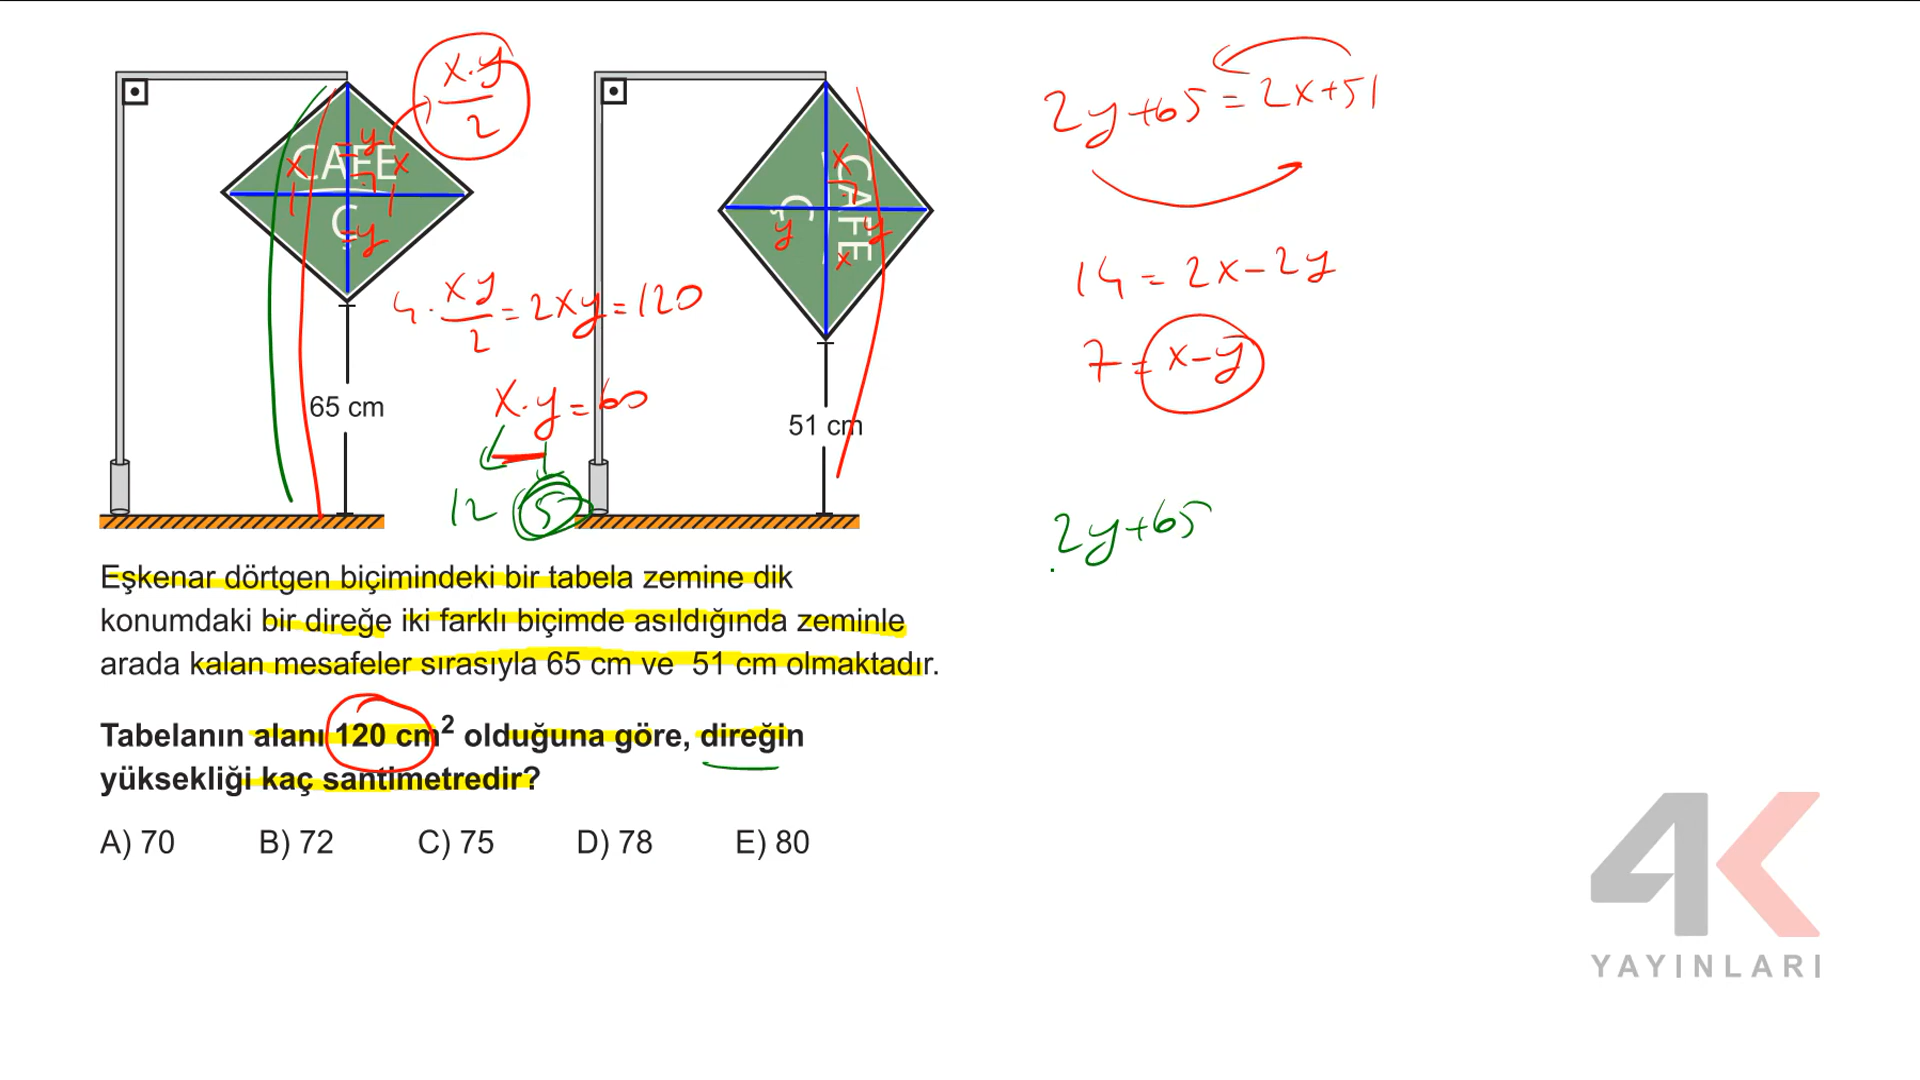 x.y
2
2y+65=2x+51
CAFE
C
x
y
x
y
CAFE
Ç
x
y
y
x
4.xy/2=2xy=120
14=2x-2y
7=x-y
x.y=60
65 cm
51 cm
12 5
2y+65
Eşkenar dörtgen biçimindeki bir tabela zemine dik
konumdaki bir direğe iki farklı biçimde asıldığında zeminle
arada kalan mesafeler sırasıyla 65 cm ve 51 cm olmaktadır.
Tabelanın alanı 120 cm² olduğuna göre, direğin
yüksekliği kaç santimetredir?
A) 70 B) 72 C) 75 D) 78 E) 80
4K
YAYINLARI